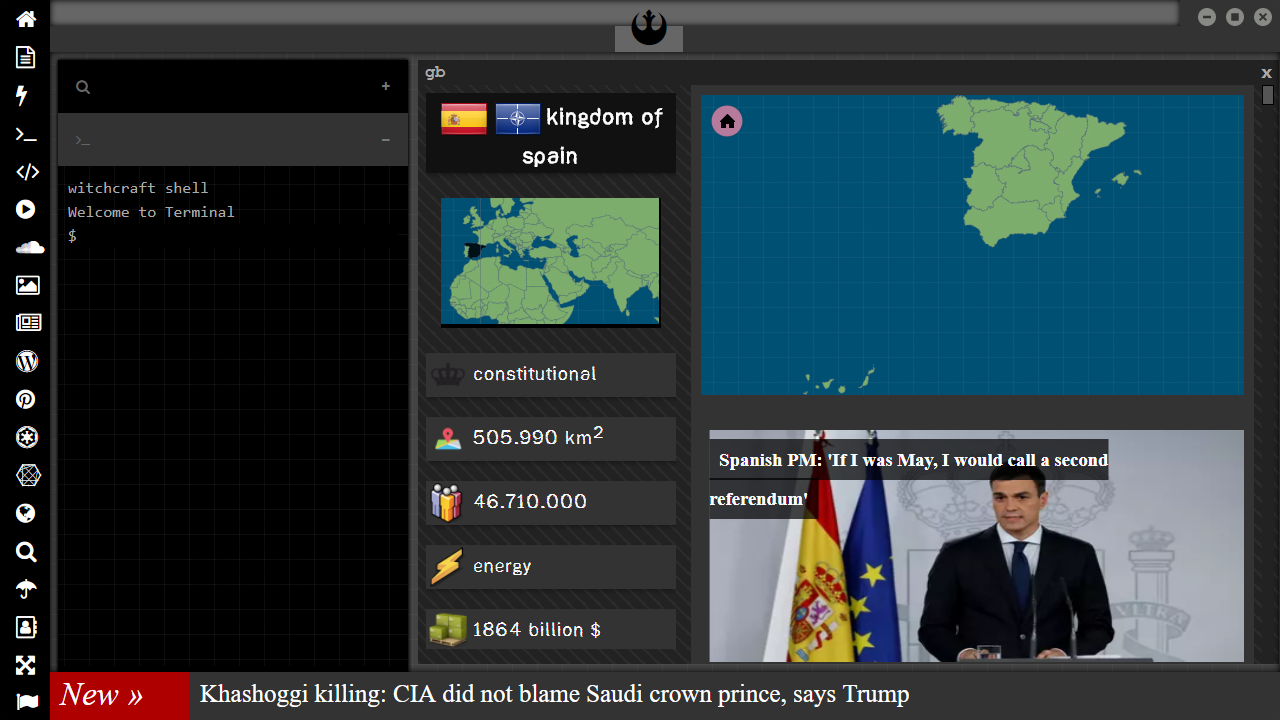 gb
x
kingdom of
spain
+
>_
−
witchcraft shell
Welcome to Terminal
$
constitutional
505.990 km²
46.710.000
energy
1864 billion $
Spanish PM: 'If I was May, I would call a second
referendum'
New »
Khashoggi killing: CIA did not blame Saudi crown prince, says Trump